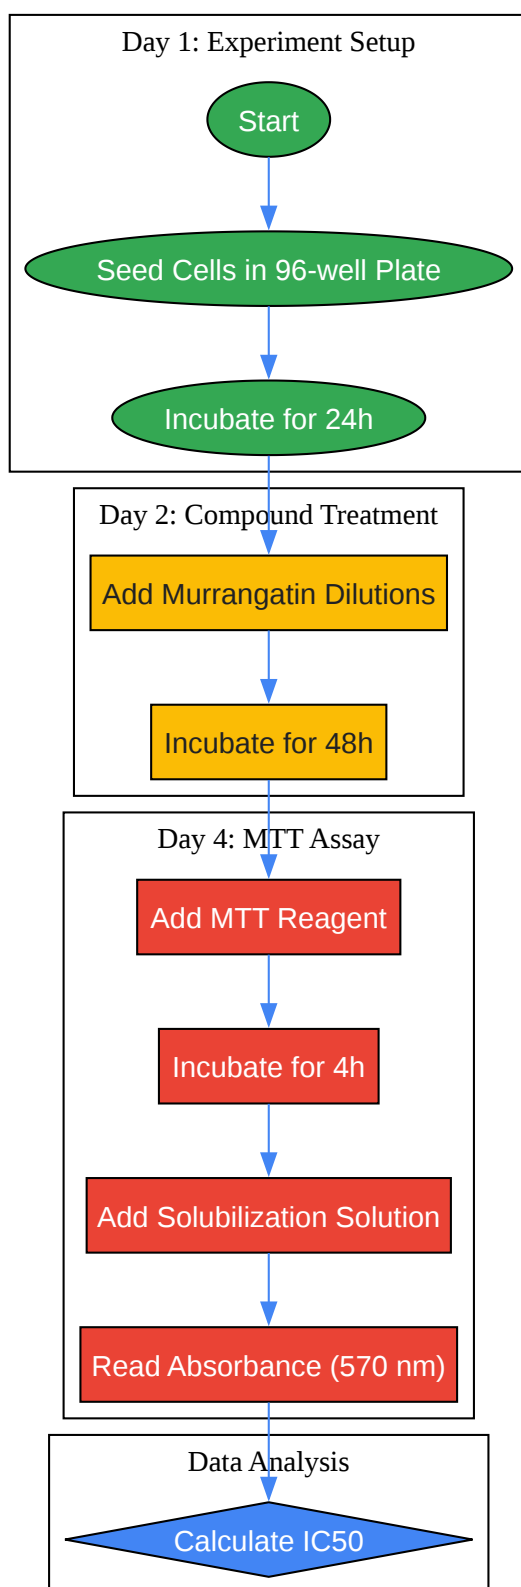 Day 1: Experiment Setup
Start
Seed Cells in 96-well Plate
Incubate for 24h
Day 2: Compound Treatment
Add Murrangatin Dilutions
Incubate for 48h
Day 4: MTT Assay
Add MTT Reagent
Incubate for 4h
Add Solubilization Solution
Read Absorbance (570 nm)
Data Analysis
Calculate IC50